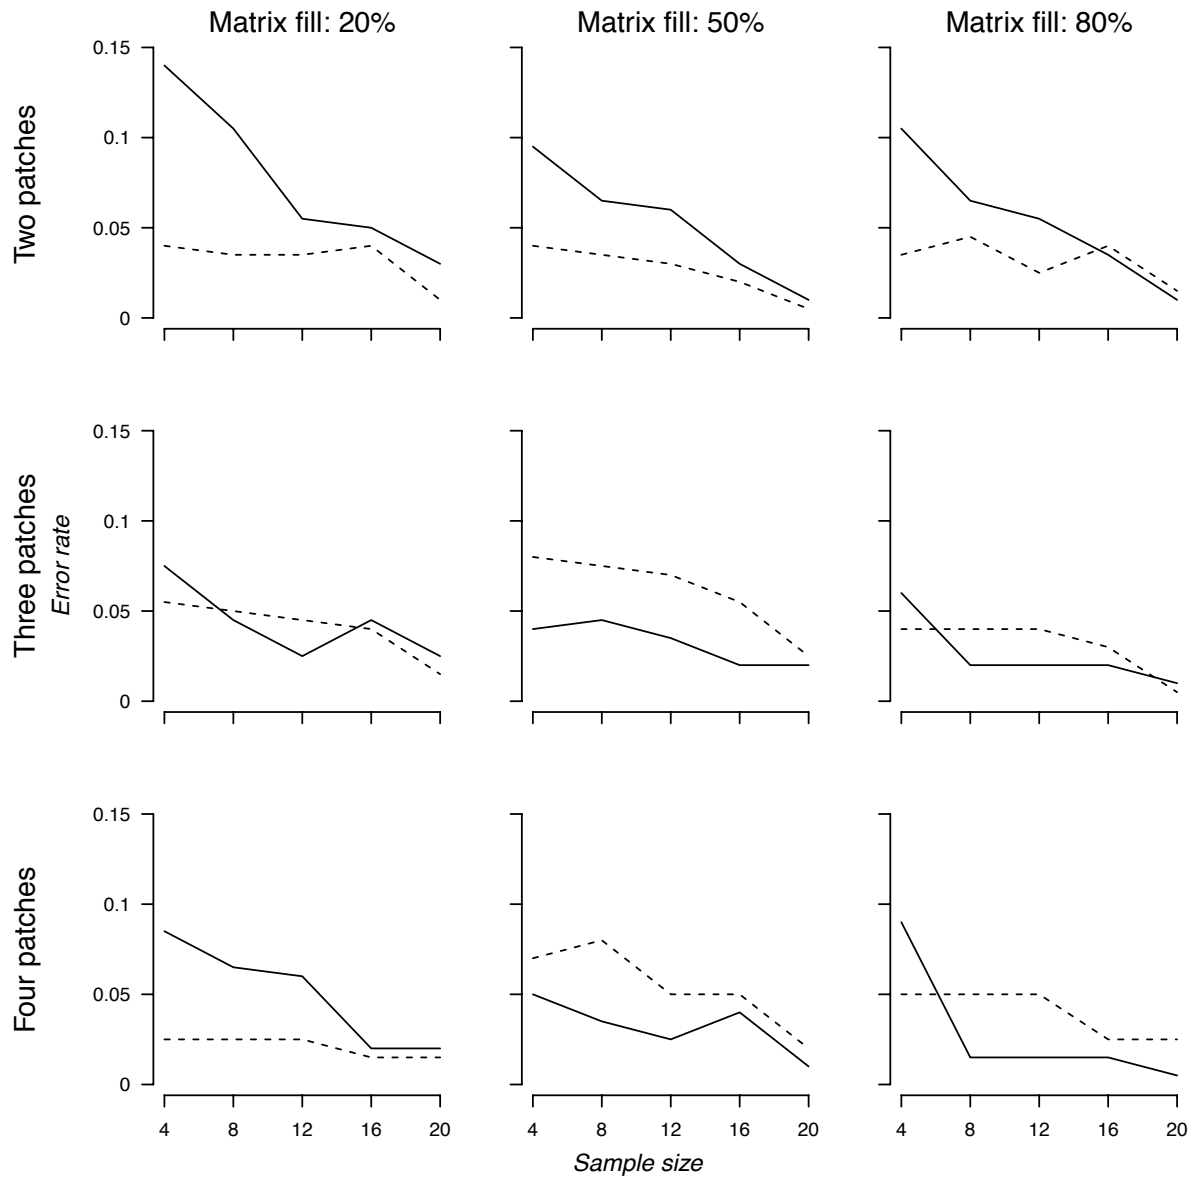 Matrix fill: 20%
Matrix fill: 50%
Matrix fill: 80%
Two patches
0.15
0.1
0.05
0
Three patches
Error rate
0.15
0.1
0.05
0
Four patches
0.15
0.1
0.05
0
4 8 12 16 20
4 8 12 16 20
4 8 12 16 20
Sample size